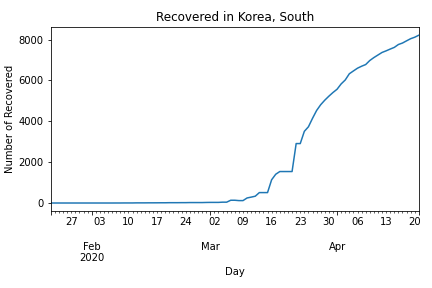 Recovered in Korea, South
Number of Recovered
8000
6000
4000
2000
0
27 03 10 17 24 02 09 16 23 30 06 13 20
Feb Mar Apr
2020
Day